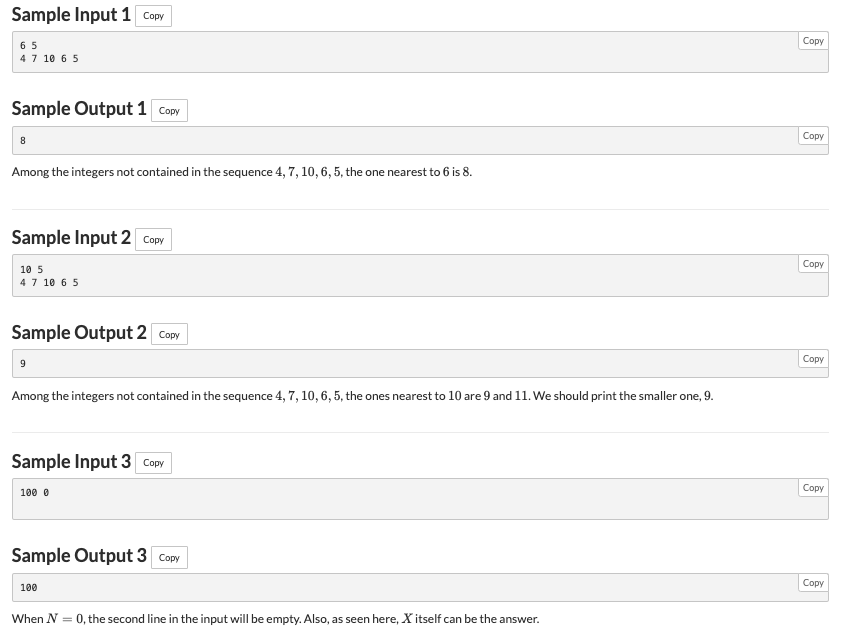 Sample Input 1 Copy
Copy
6 5
4 7 10 6 5
Sample Output 1 Copy
Copy
8
Among the integers not contained in the sequence 4, 7, 10, 6, 5, the one nearest to 6 is 8.
Sample Input 2 Copy
Copy
10 5
4 7 10 6 5
Sample Output 2 Copy
Copy
9
Among the integers not contained in the sequence 4, 7, 10, 6, 5, the ones nearest to 10 are 9 and 11. We should print the smaller one, 9.
Sample Input 3 Copy
Copy
100 0
Sample Output 3 Copy
Copy
100
When N = 0, the second line in the input will be empty. Also, as seen here, X itself can be the answer.